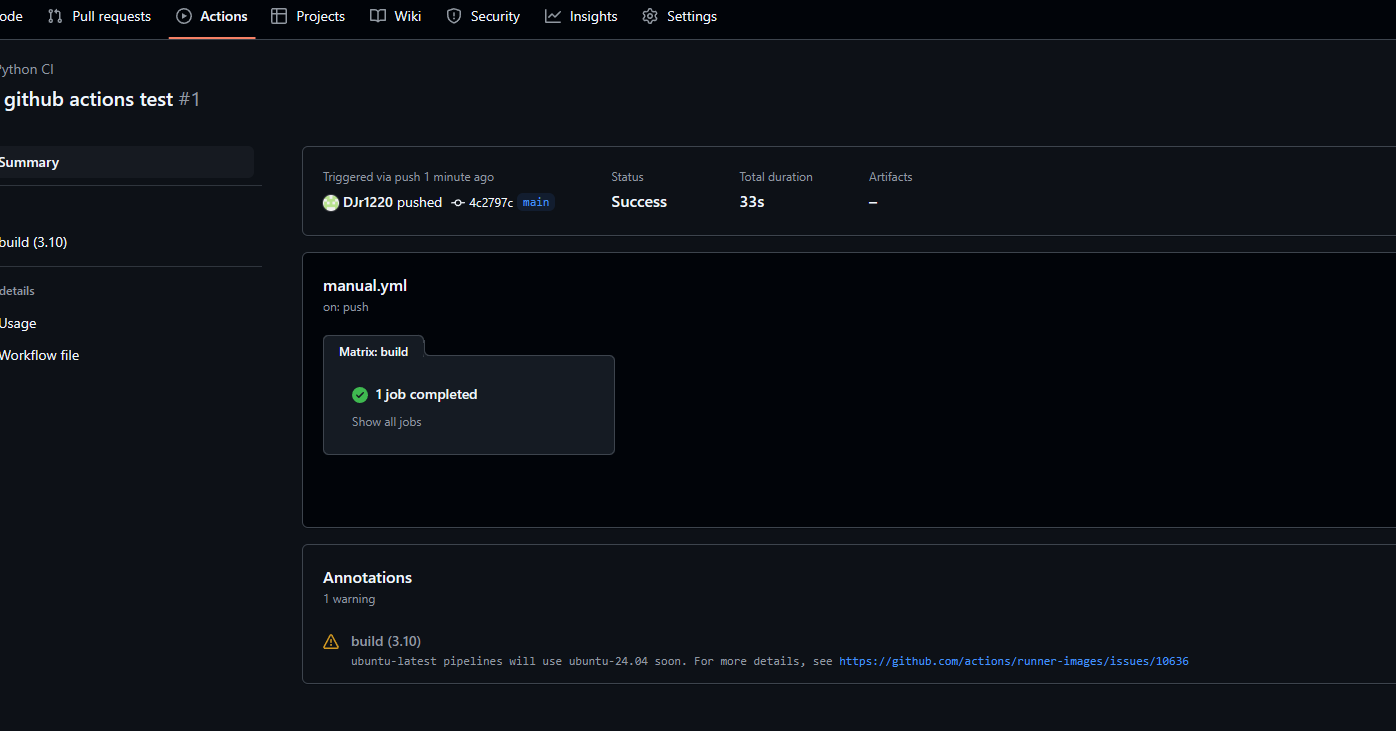 ode Pull requests Actions Projects Wiki Security Insights Settings
ython CI
github actions test #1
Summary
build (3.10)
details
Usage
Workflow file
Triggered via push 1 minute ago
DJr1220 pushed 4c2797c main
Status
Success
Total duration
33s
Artifacts
–
manual.yml
on: push
Matrix: build
1 job completed
Show all jobs
Annotations
1 warning
build (3.10)
ubuntu-latest pipelines will use ubuntu-24.04 soon. For more details, see https://github.com/actions/runner-images/issues/10636